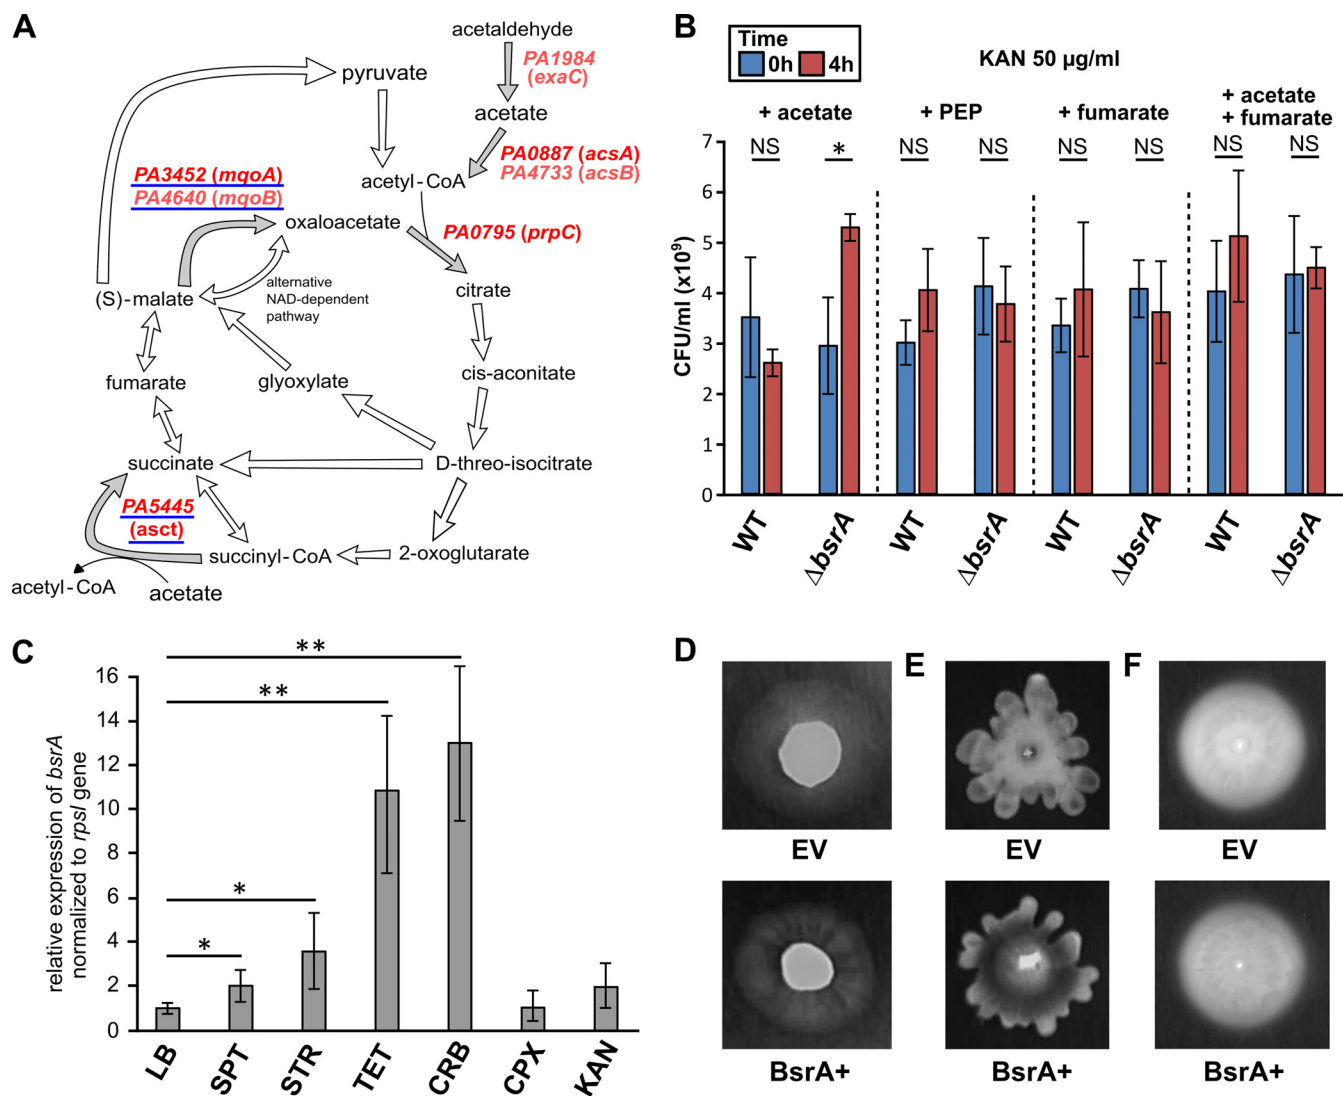 A
acetaldehyde
PA1984
(exaC)
pyruvate
acetate
PA0887 (acsA)
PA4733 (acsB)
acetyl-CoA
PA3452 (mqoA)
PA4640 (mqoB)
oxaloacetate
PA0795 (prpC)
alternative
NAD-dependent
pathway
(S)-malate
citrate
fumarate
glyoxylate
cis-aconitate
succinate
D-threo-isocitrate
PA5445
(asct)
succinyl-CoA
2-oxoglutarate
acetyl-CoA
acetate
B
Time
0h 4h
KAN 50 µg/ml
+ acetate
+ PEP
+ fumarate
+ acetate
+ fumarate
NS * NS NS NS NS NS NS
CFU/ml (x10⁹)
7
6
5
4
3
2
1
0
WT ΔbsrA WT ΔbsrA WT ΔbsrA WT ΔbsrA
C
relative expression of bsrA
normalized to rpsl gene
16
14
12
10
8
6
4
2
0
**
**
*
*
LB SPT STR TET CRB CPX KAN
D
EV
BsrA+
E
EV
BsrA+
F
EV
BsrA+